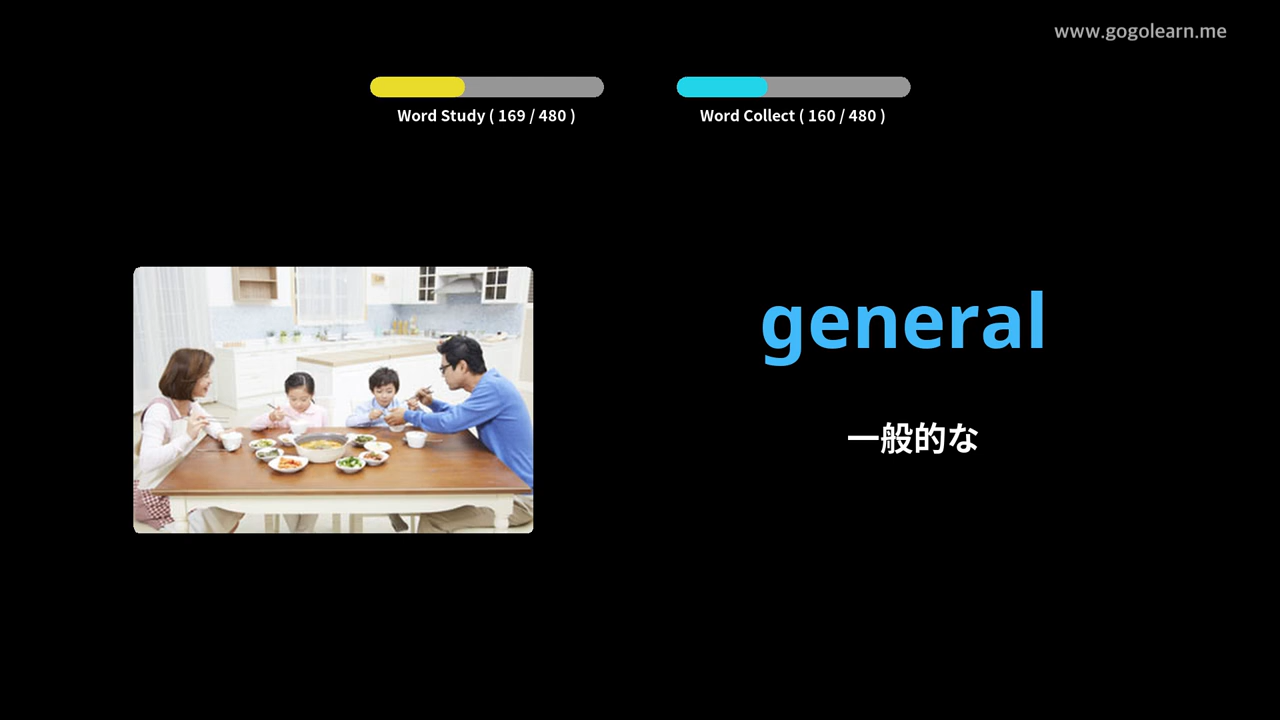 www.gogolearn.me
Word Study ( 169 / 480 )
Word Collect ( 160 / 480 )
general
一般的な